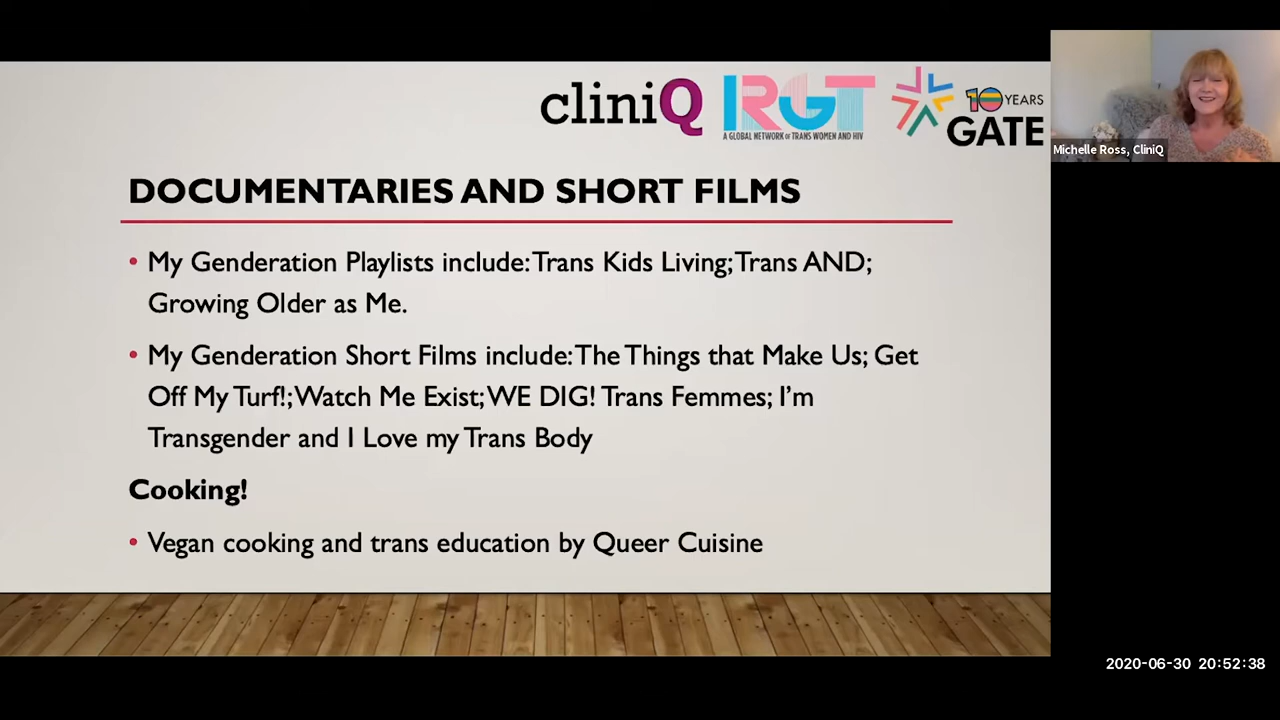 cliniQ IRGT 10 YEARS
A GLOBAL NETWORK OF TRANS WOMEN AND HIV GATE
Michelle Ross, CliniQ
DOCUMENTARIES AND SHORT FILMS
• My Genderation Playlists include: Trans Kids Living; Trans AND;
Growing Older as Me.
• My Genderation Short Films include: The Things that Make Us; Get
Off My Turf!; Watch Me Exist; WE DIG! Trans Femmes; I'm
Transgender and I Love my Trans Body
Cooking!
• Vegan cooking and trans education by Queer Cuisine
2020-06-30 20:52:38